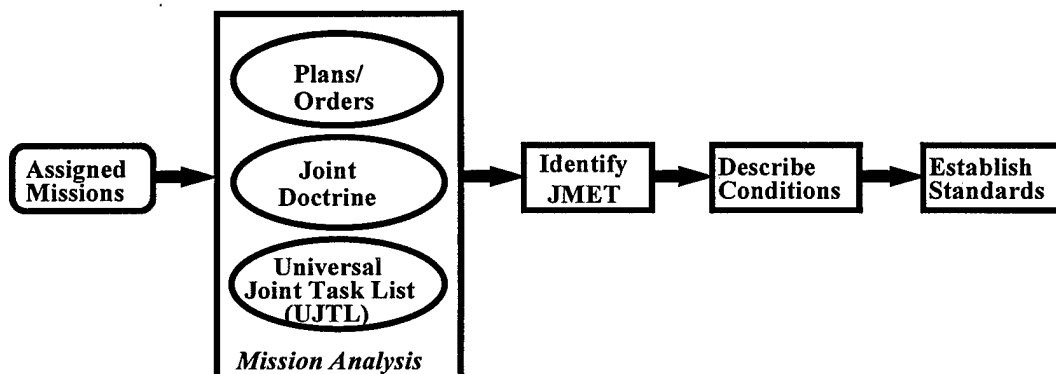 Assigned
Missions
Plans/
Orders
Joint
Doctrine
Universal
Joint Task List
(UJTL)
Mission Analysis
Identify
JMET
Describe
Conditions
Establish
Standards